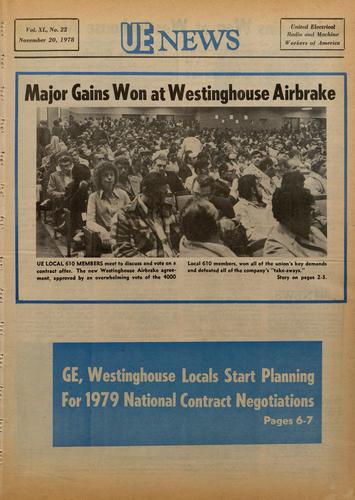 Vol. XL, No. 22
November 20, 1978
UE NEWS
United Electrical
Radio and Machine
Workers of America
Major Gains Won at Westinghouse Airbrake
UE LOCAL 610 MEMBERS meet to discuss and vote on a
contract offer. The new Westinghouse Airbrake agree-
ment, approved by an overwhelming vote of the 4000
Local 610 members, won all of the union's key demands
and defeated all of the company's "take-aways."
Story on pages 2-3.
GE, Westinghouse Locals Start Planning
For 1979 National Contract Negotiations
Pages 6-7